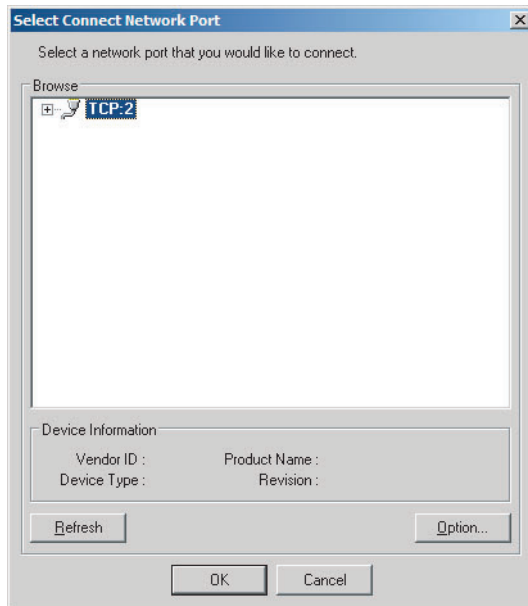 Select Connect Network Port
Select a network port that you would like to connect.
Browse
TCP:2
Device Information
Vendor ID : Product Name :
Device Type : Revision :
Refresh Option...
OK Cancel